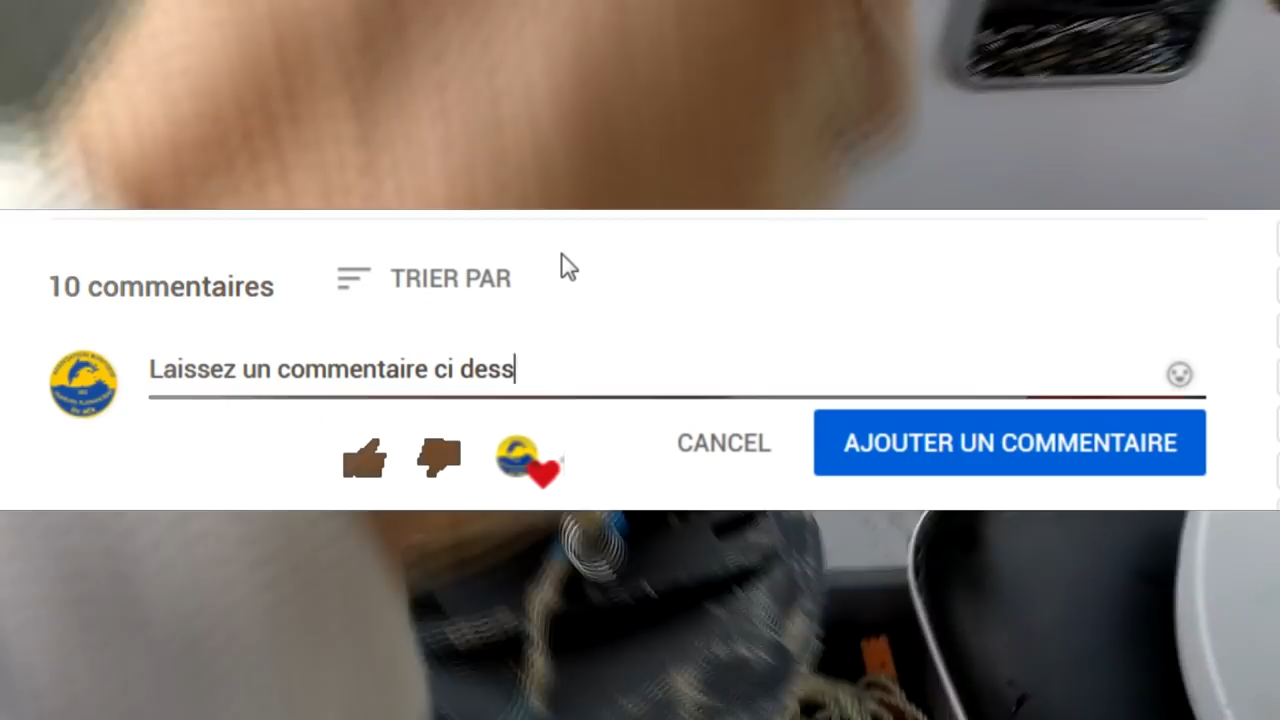 10 commentaires
TRIER PAR
Laissez un commentaire ci dess
CANCEL
AJOUTER UN COMMENTAIRE